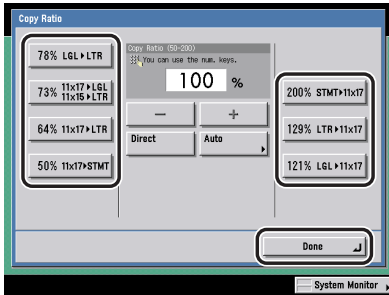 Copy Ratio
78% LGL▸LTR
73% 11x17▸LGL
11x15▸LTR
64% 11x17▸LTR
50% 11x17▸STMT
Copy Ratio (50-200)
You can use the num. keys.
100 %
－ ＋
Direct Auto
200% STMT▸11x17
129% LTR▸11x17
121% LGL▸11x17
Done
System Monitor